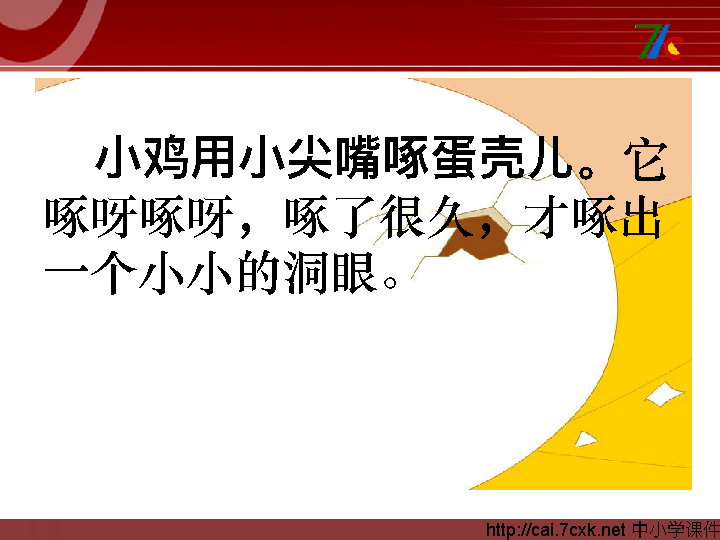 小鸡用小尖嘴啄蛋壳儿。它
啄呀啄呀，啄了很久，才啄出
一个小小的洞眼。
http://cai.7cxk.net 中小学课件